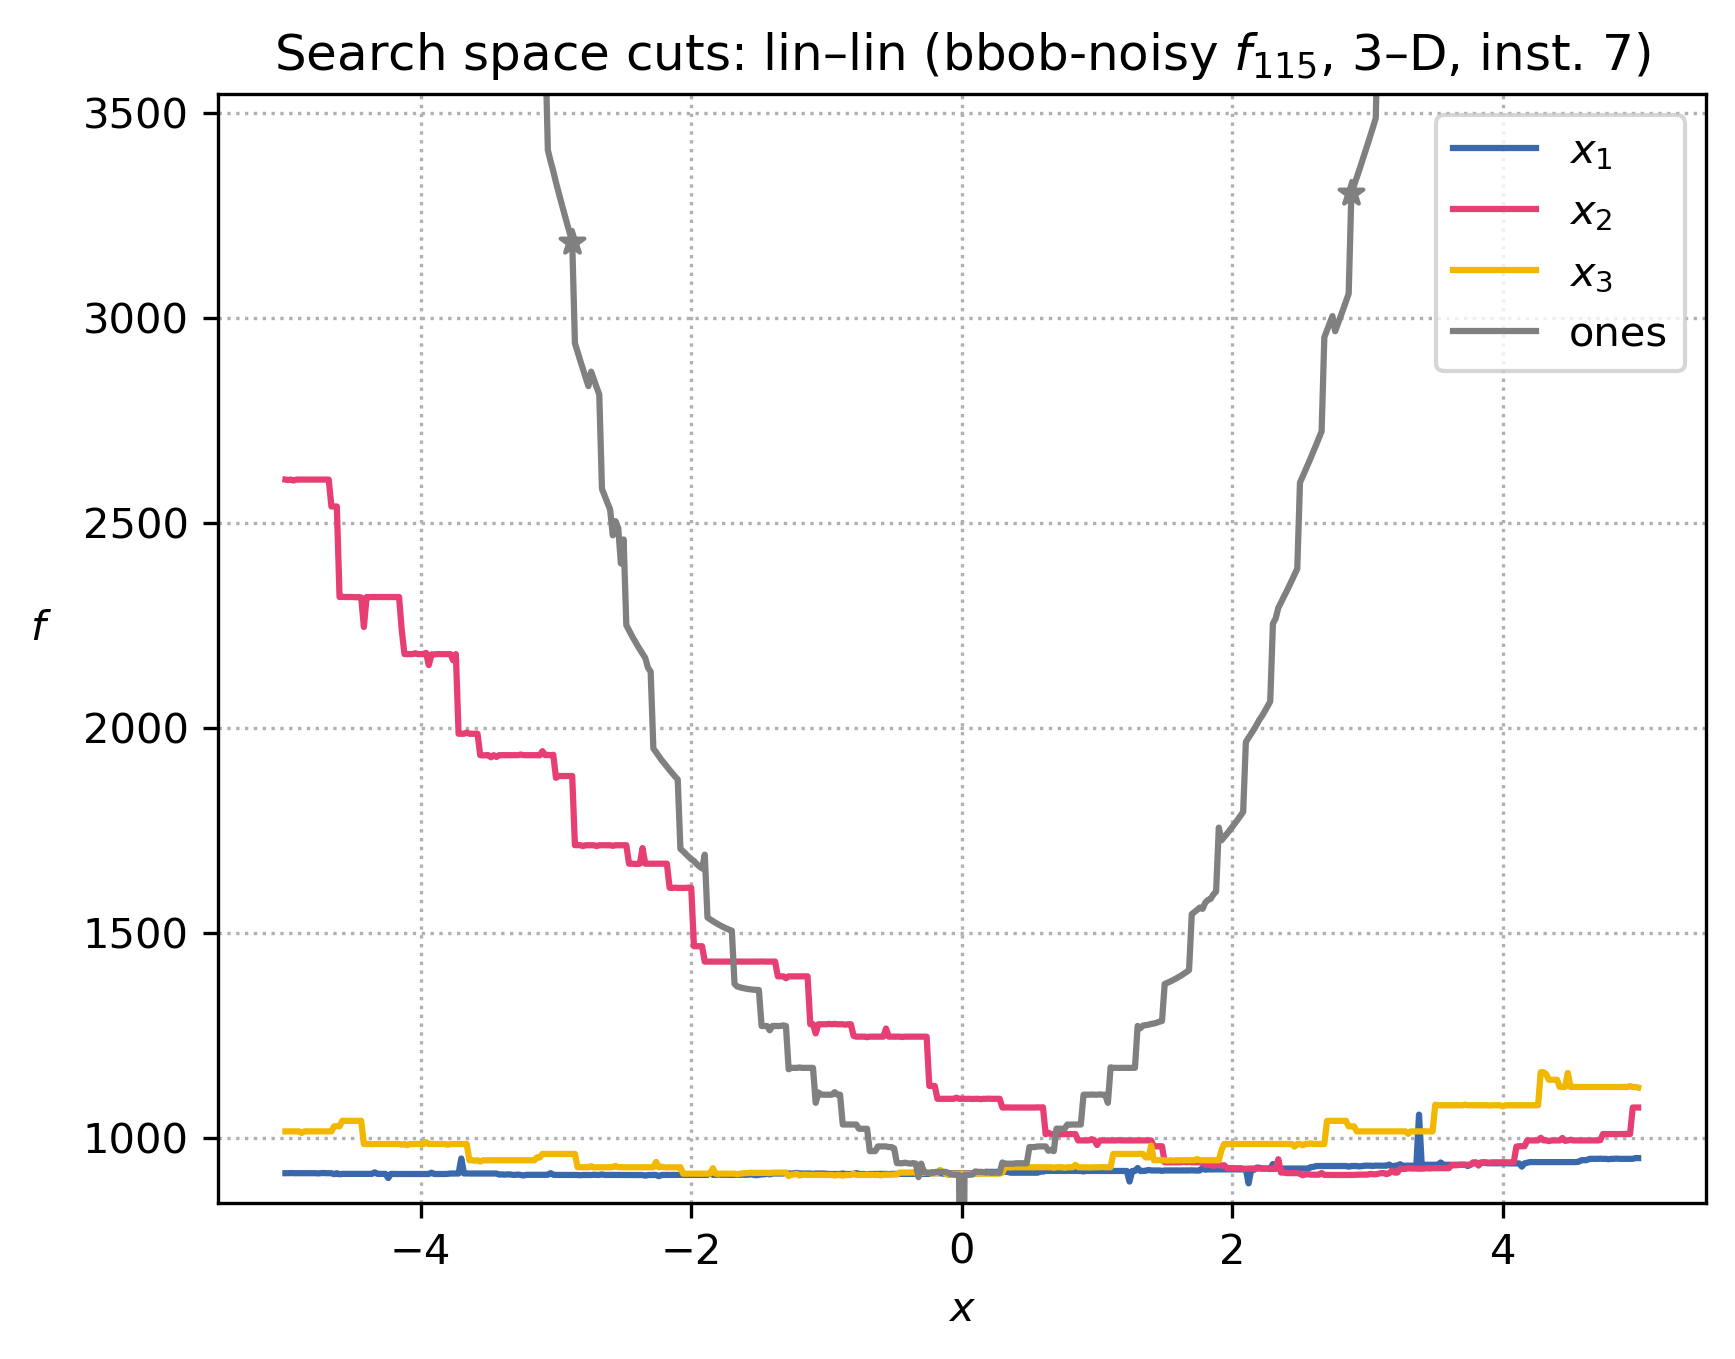 Search space cuts: lin–lin (bbob-noisy f₁₁₅, 3–D, inst. 7)
3500
3000
2500
2000
1500
1000
f
x₁
x₂
x₃
ones
−4 −2 0 2 4
x